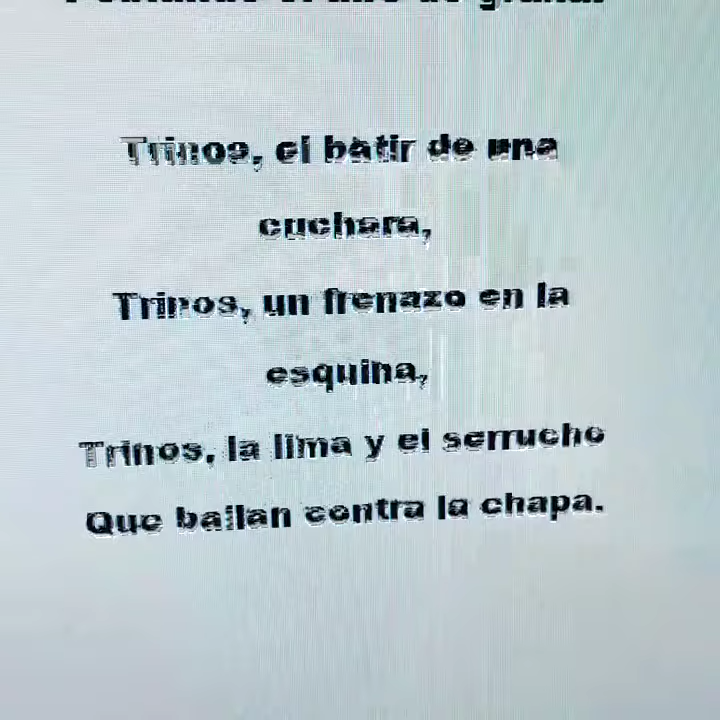 Trinos, el batir de una
cuchara,
Trinos, un frenazo en la
esquina,
Trinos, la lima y el serrucho
Que bailan contra la chapa.